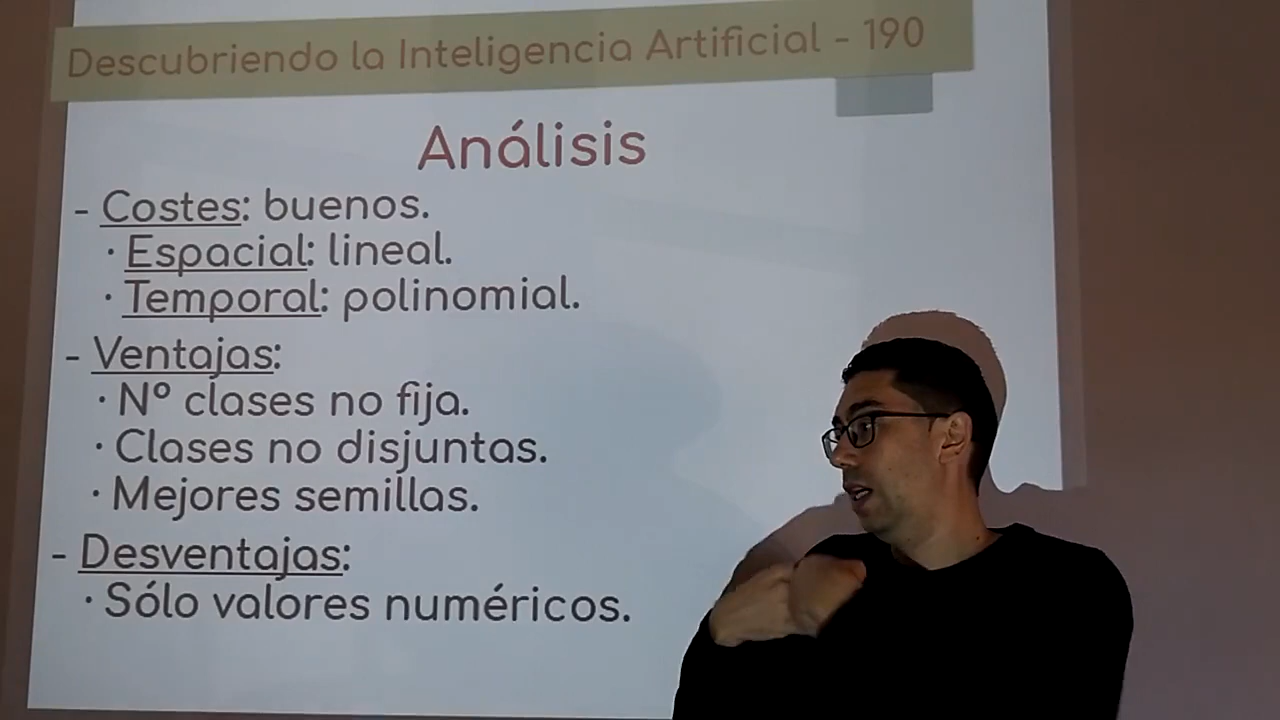 Descubriendo la Inteligencia Artificial - 190
Análisis
- Costes: buenos.
· Espacial: lineal.
· Temporal: polinomial.
- Ventajas:
· Nº clases no fija.
· Clases no disjuntas.
· Mejores semillas.
- Desventajas:
· Sólo valores numéricos.